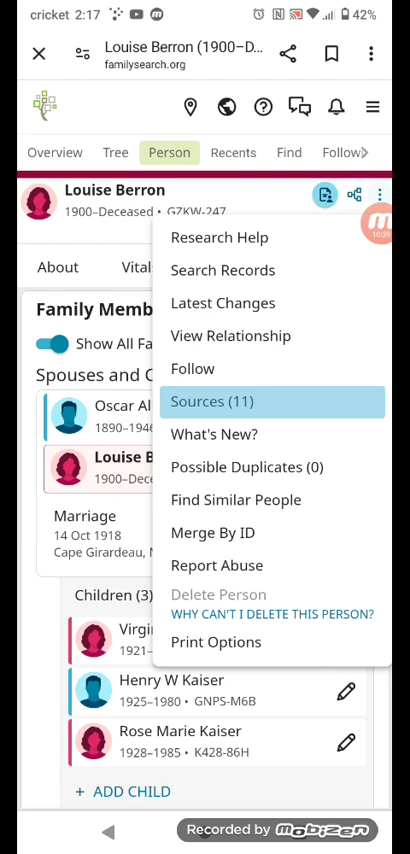 cricket 2:17 42%
Louise Berron (1900–D...
familysearch.org
Overview Tree Person Recents Find Follow
Louise Berron
1900–Deceased • GZKW-247
10:39
Research Help
About Vital
Search Records
Family Memb
Latest Changes
Show All Fa
View Relationship
Spouses and C
Follow
Oscar Al
1890–1946
Sources (11)
What's New?
Louise B
1900–Dece
Possible Duplicates (0)
Find Similar People
Marriage
14 Oct 1918
Merge By ID
Cape Girardeau, M
Report Abuse
Children (3)
Delete Person
WHY CAN'T I DELETE THIS PERSON?
Virgi
1921–
Print Options
Henry W Kaiser
1925–1980 • GNPS-M6B
Rose Marie Kaiser
1928–1985 • K428-86H
+ ADD CHILD
Recorded by mobizen